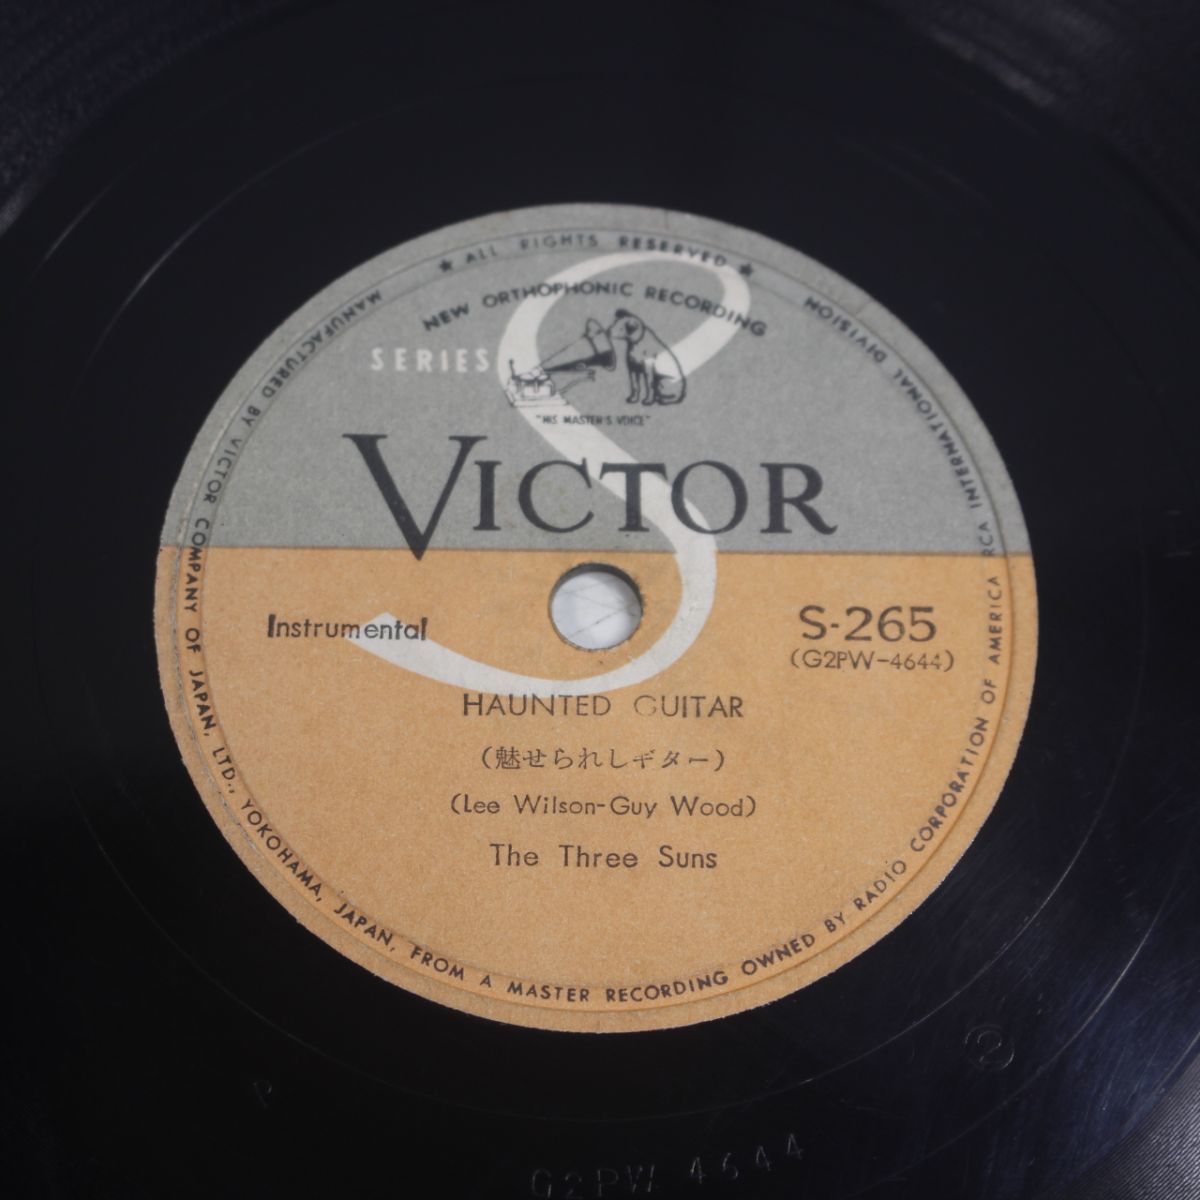 ★ ALL RIGHTS RESERVED ★
NEW ORTHOPHONIC RECORDING
SERIES S
"HIS MASTER'S VOICE"
VICTOR
Instrumental
S-265
(G2PW-4644)
HAUNTED GUITAR
(魅せられしギター)
(Lee Wilson-Guy Wood)
The Three Suns
MANUFACTURED BY VICTOR COMPANY OF JAPAN, LTD., YOKOHAMA, JAPAN, FROM A MASTER RECORDING OWNED BY RADIO CORPORATION OF AMERICA RCA INTERNATIONAL DIVISION
P
2
G2PW 4644